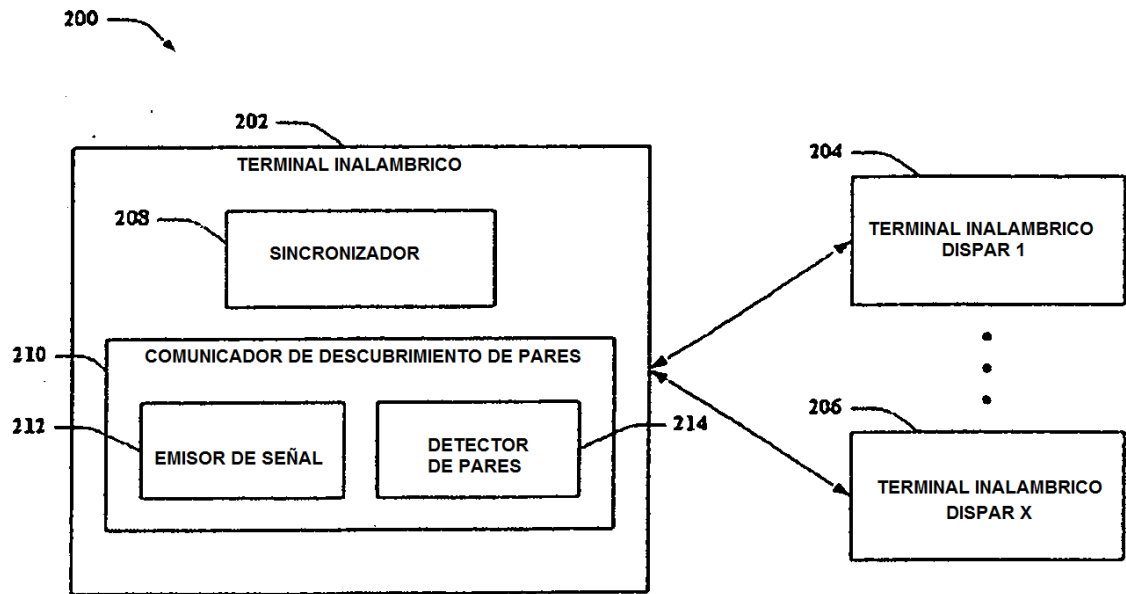 200
202
TERMINAL INALAMBRICO
208
SINCRONIZADOR
210
COMUNICADOR DE DESCUBRIMIENTO DE PARES
212
EMISOR DE SEÑAL
DETECTOR
DE PARES
214
204
TERMINAL INALAMBRICO
DISPAR 1
206
TERMINAL INALAMBRICO
DISPAR X